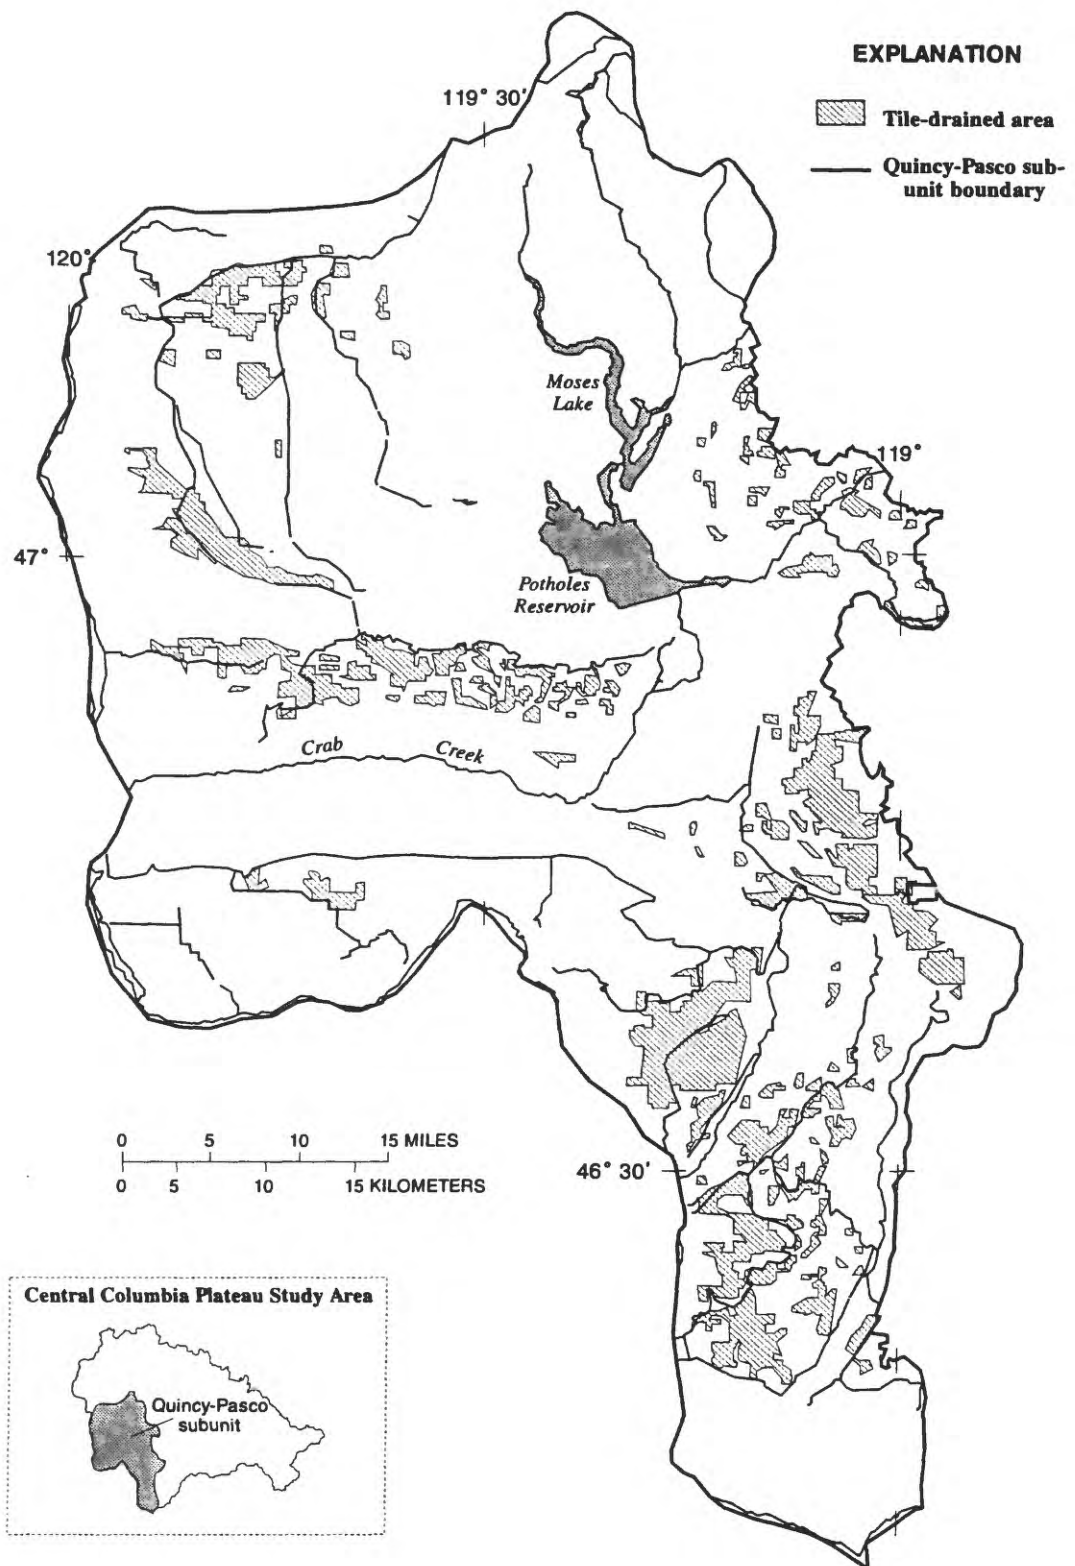 EXPLANATION
Tile-drained area
Quincy-Pasco sub-
unit boundary
119° 30'
120°
Moses
Lake
119°
47°
Potholes
Reservoir
Crab
Creek
0 5 10 15 MILES
0 5 10 15 KILOMETERS
46° 30'
Central Columbia Plateau Study Area
Quincy-Pasco
subunit